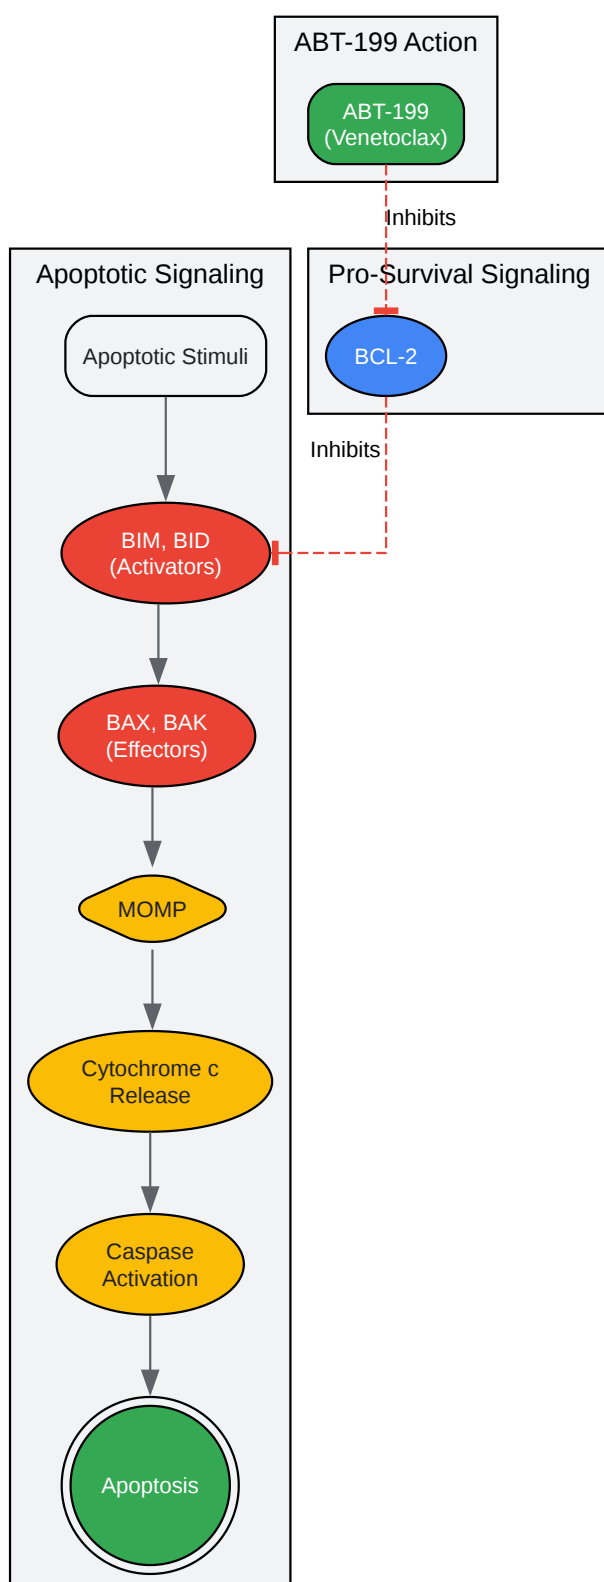 ABT-199 Action
ABT-199
(Venetoclax)
Inhibits
Apoptotic Signaling
Pro-Survival Signaling
Apoptotic Stimuli
BCL-2
Inhibits
BIM, BID
(Activators)
BAX, BAK
(Effectors)
MOMP
Cytochrome c
Release
Caspase
Activation
Apoptosis